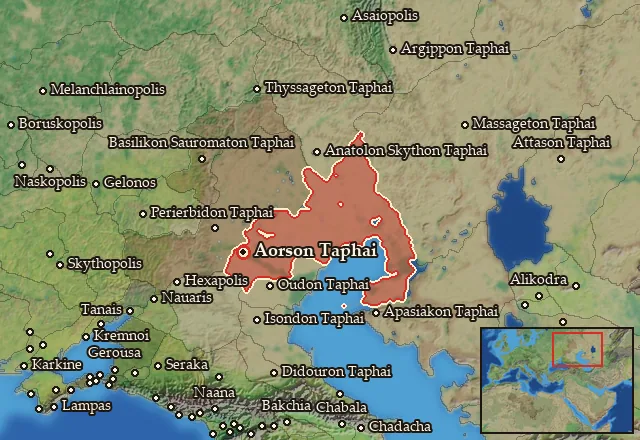 Asaiopolis
Argippon Taphai
Thyssageton Taphai
Melanchlainopolis
Boruskopolis
Massageton Taphai
Basilikon Sauromaton Taphai
Anatolon Skython Taphai
Attason Taphai
Naskopolis
Gelonos
Perierbidon Taphai
Aorson Taphai
Skythopolis
Hexapolis
Oudon Taphai
Alikodra
Nauaris
Tanais
Isondon Taphai
Apasiakon Taphai
Kremnoi
Gerousa
Karkine
Seraka
Didouron Taphai
Naana
Lampas
Bakchia
Chabala
Chadacha